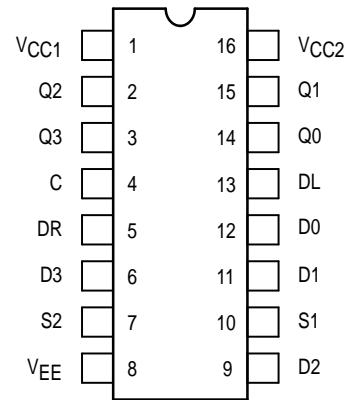 VCC1 1 16 VCC2
Q2 2 15 Q1
Q3 3 14 Q0
C 4 13 DL
DR 5 12 D0
D3 6 11 D1
S2 7 10 S1
VEE 8 9 D2